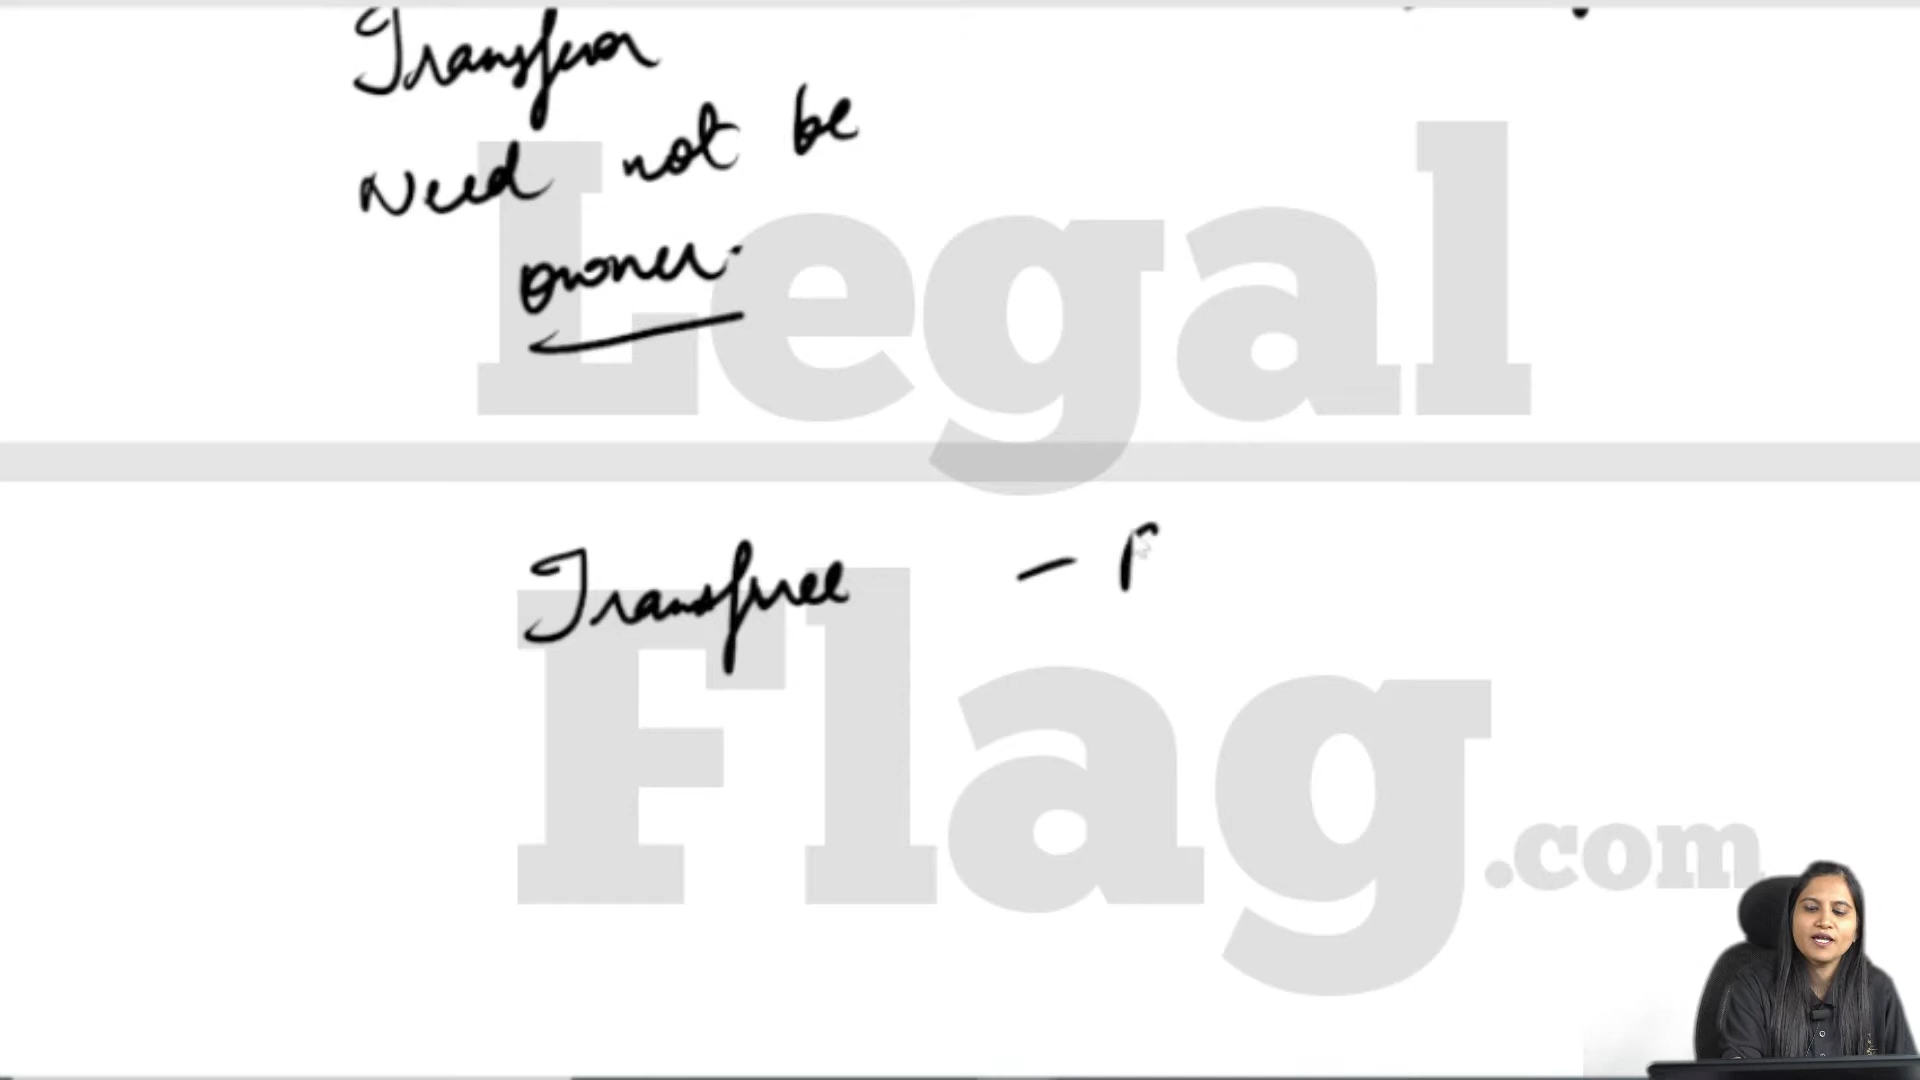 Transferor
Need not be
owner.
Transferee —
Legal
Flag.com